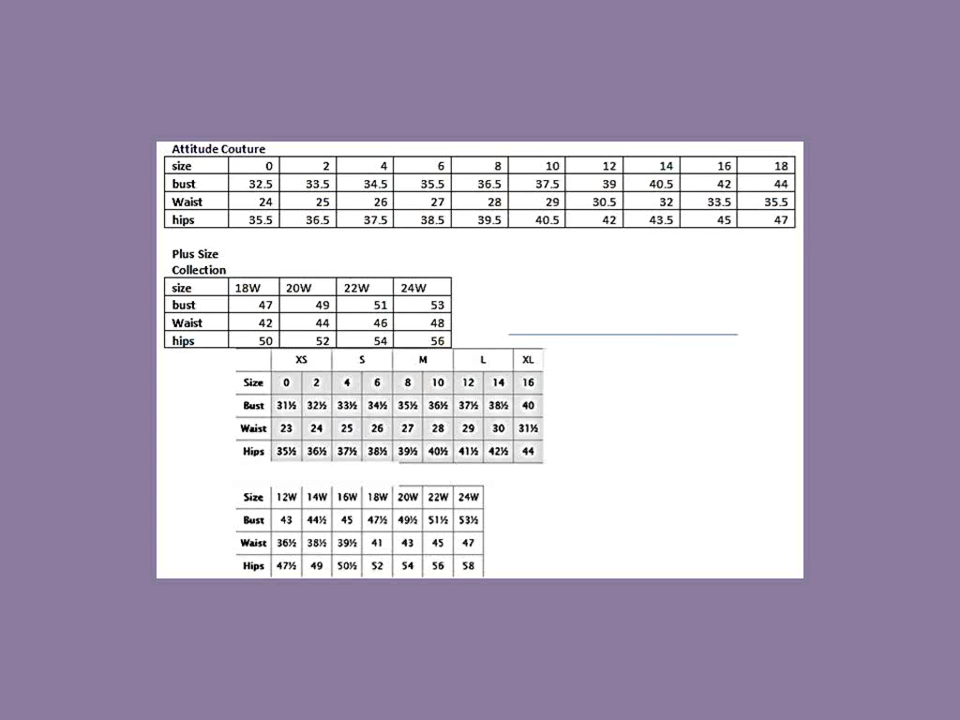 Attitude Couture
size 0 2 4 6 8 10 12 14 16 18
bust 32.5 33.5 34.5 35.5 36.5 37.5 39 40.5 42 44
Waist 24 25 26 27 28 29 30.5 32 33.5 35.5
hips 35.5 36.5 37.5 38.5 39.5 40.5 42 43.5 45 47
Plus Size
Collection
size 18W 20W 22W 24W
bust 47 49 51 53
Waist 42 44 46 48
hips 50 52 54 56
XS S M L XL
Size 0 2 4 6 8 10 12 14 16
Bust 31½ 32½ 33½ 34½ 35½ 36½ 37½ 38½ 40
Waist 23 24 25 26 27 28 29 30 31½
Hips 35½ 36½ 37½ 38½ 39½ 40½ 41½ 42½ 44
Size 12W 14W 16W 18W 20W 22W 24W
Bust 43 44½ 45 47½ 49½ 51½ 53½
Waist 36½ 38½ 39½ 41 43 45 47
Hips 47½ 49 50½ 52 54 56 58